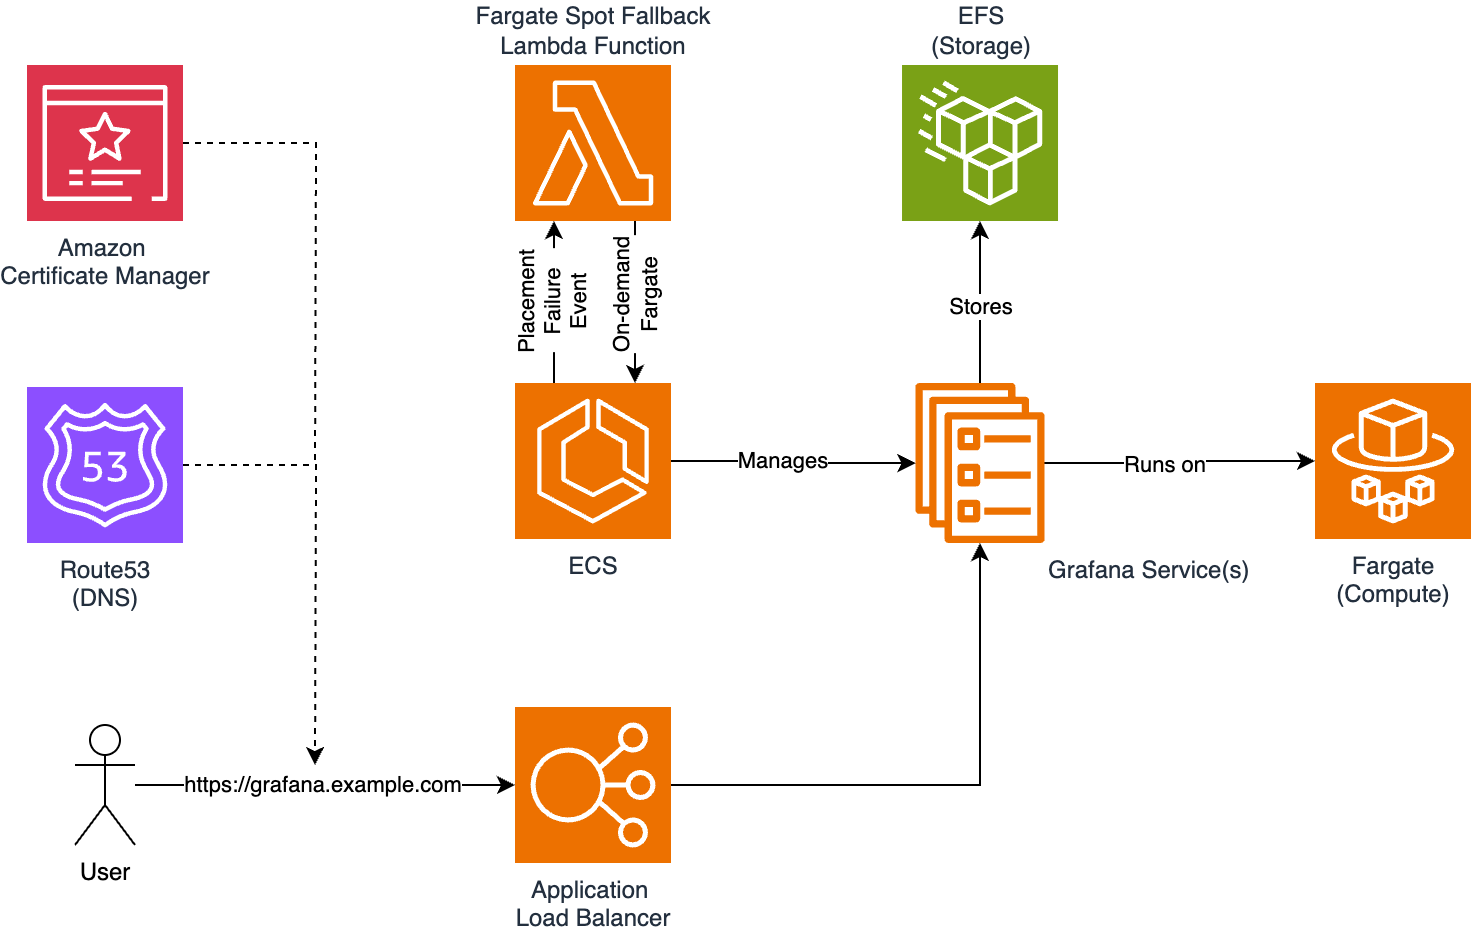 Fargate Spot Fallback
Lambda Function
EFS
(Storage)
Amazon
Certificate Manager
Placement
Failure
Event
On-demand
Fargate
Stores
53
Manages
Runs on
Route53
(DNS)
ECS
Grafana Service(s)
Fargate
(Compute)
https://grafana.example.com
User
Application
Load Balancer